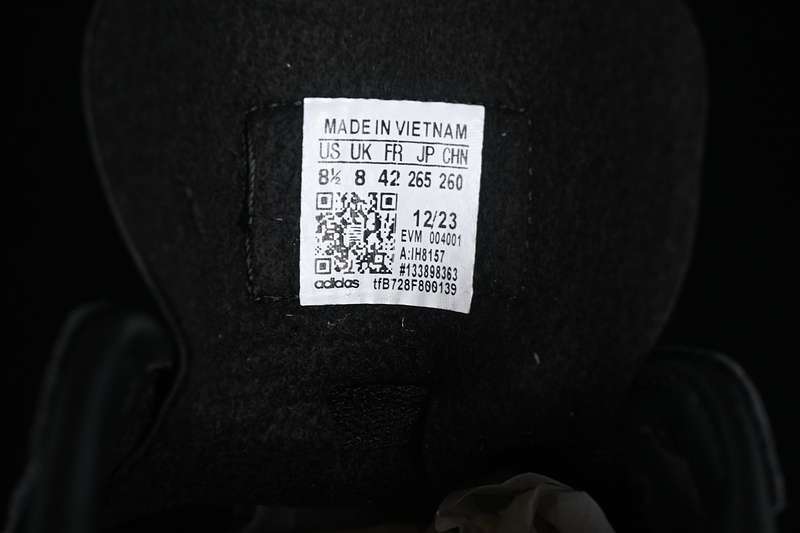 MADE IN VIETNAM
US UK FR JP CHN
8½ 8 42 265 260
12/23
EVM 004001
A:IH8157
#133898363
adidas tfB728F800139